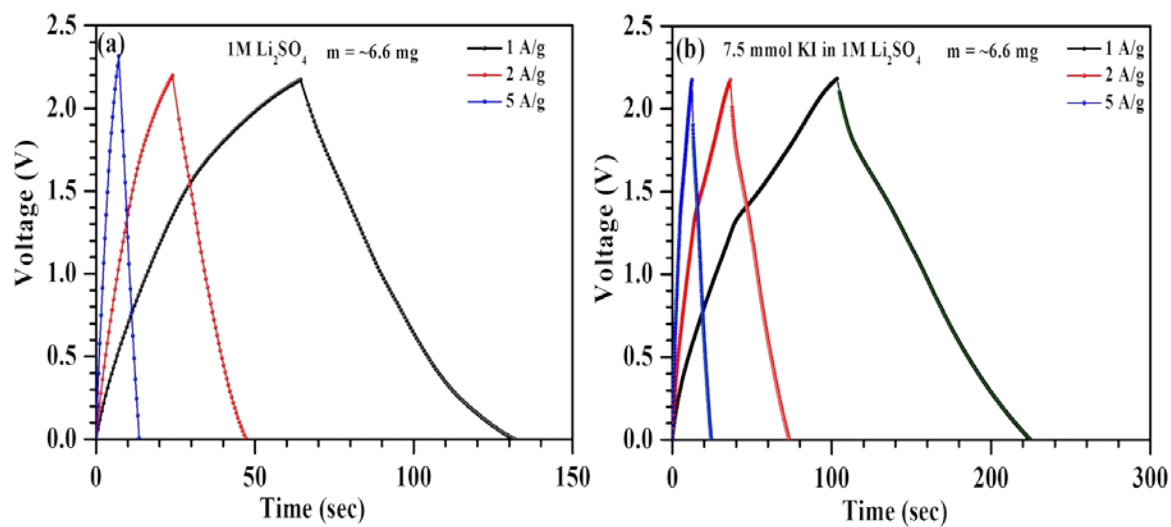 (a)
1M Li₂SO₄ m = ~6.6 mg
1 A/g
2 A/g
5 A/g
Voltage (V)
2.5
2.0
1.5
1.0
0.5
0.0
0 50 100 150
Time (sec)
(b)
7.5 mmol KI in 1M Li₂SO₄ m = ~6.6 mg
1 A/g
2 A/g
5 A/g
Voltage (V)
2.5
2.0
1.5
1.0
0.5
0.0
0 100 200 300
Time (sec)